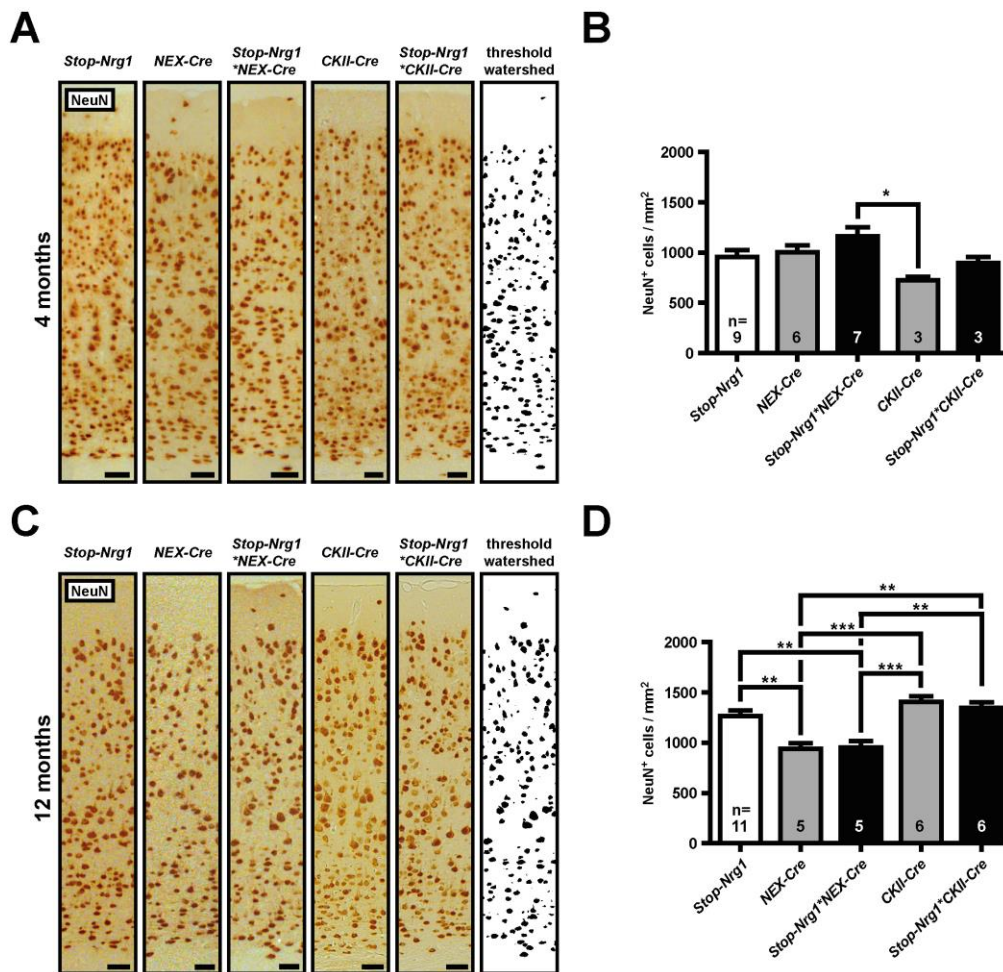 A
Stop-Nrg1
NEX-Cre
Stop-Nrg1
*NEX-Cre
CKII-Cre
Stop-Nrg1
*CKII-Cre
threshold
watershed
NeuN
4 months
B
NeuN⁺ cells / mm²
2000
1500
1000
500
0
*
n=
9
6
7
3
3
Stop-Nrg1
NEX-Cre
Stop-Nrg1*NEX-Cre
CKII-Cre
Stop-Nrg1*CKII-Cre
C
Stop-Nrg1
NEX-Cre
Stop-Nrg1
*NEX-Cre
CKII-Cre
Stop-Nrg1
*CKII-Cre
threshold
watershed
NeuN
12 months
D
NeuN⁺ cells / mm²
2000
1500
1000
500
0
**
**
***
**
**
***
n=
11
5
5
6
6
Stop-Nrg1
NEX-Cre
Stop-Nrg1*NEX-Cre
CKII-Cre
Stop-Nrg1*CKII-Cre